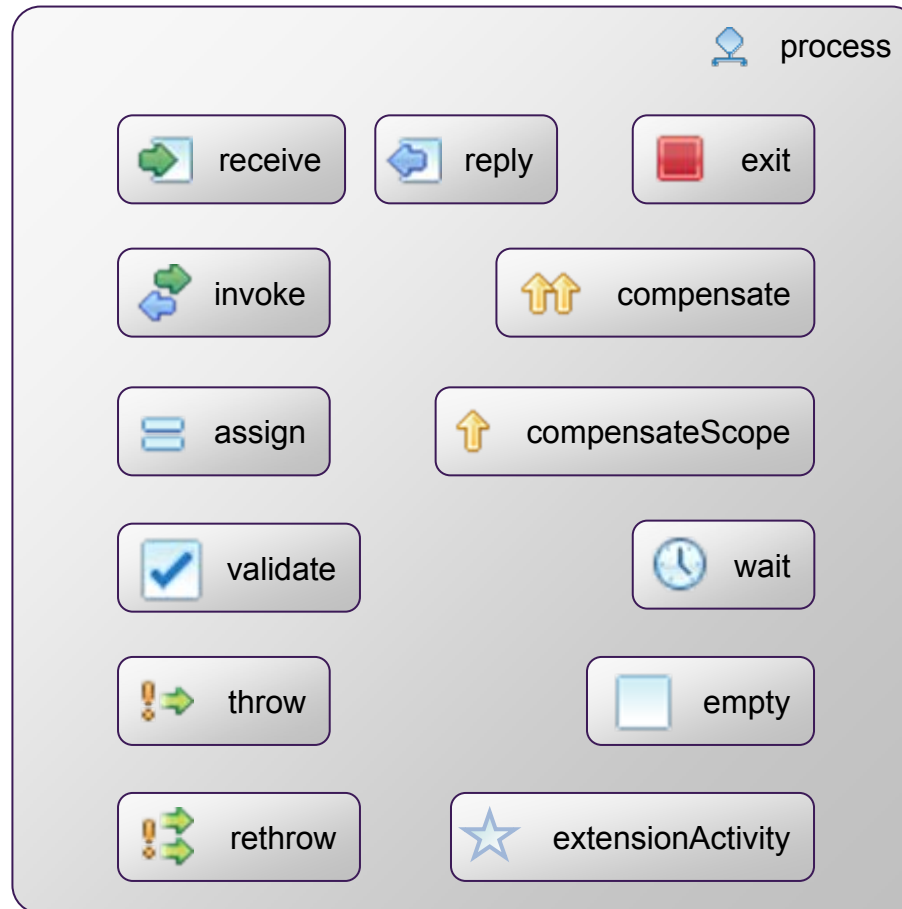 process
receive
reply
exit
invoke
compensate
assign
compensateScope
validate
wait
throw
empty
rethrow
extensionActivity